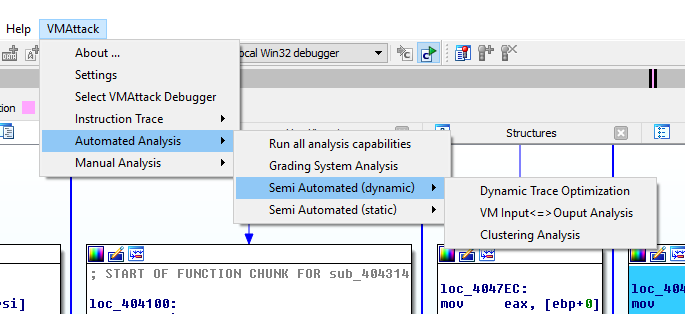 Help VMAttack
About ...
Settings
Select VMAttack Debugger
Instruction Trace
Automated Analysis
Manual Analysis
Run all analysis capabilities
Grading System Analysis
Semi Automated (dynamic)
Semi Automated (static)
Dynamic Trace Optimization
VM Input<=>Ouput Analysis
Clustering Analysis
ocal Win32 debugger
tion
Structures
; START OF FUNCTION CHUNK FOR sub_404314
loc_404100:
esi]
loc_4047EC:
mov eax, [ebp+0]
loc_404
mov